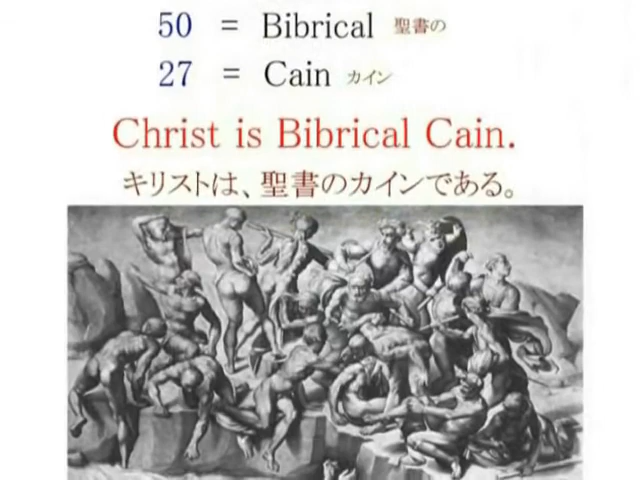 50 = Bibrical 聖書の
27 = Cain カイン
Christ is Bibrical Cain.
キリストは、聖書のカインである。